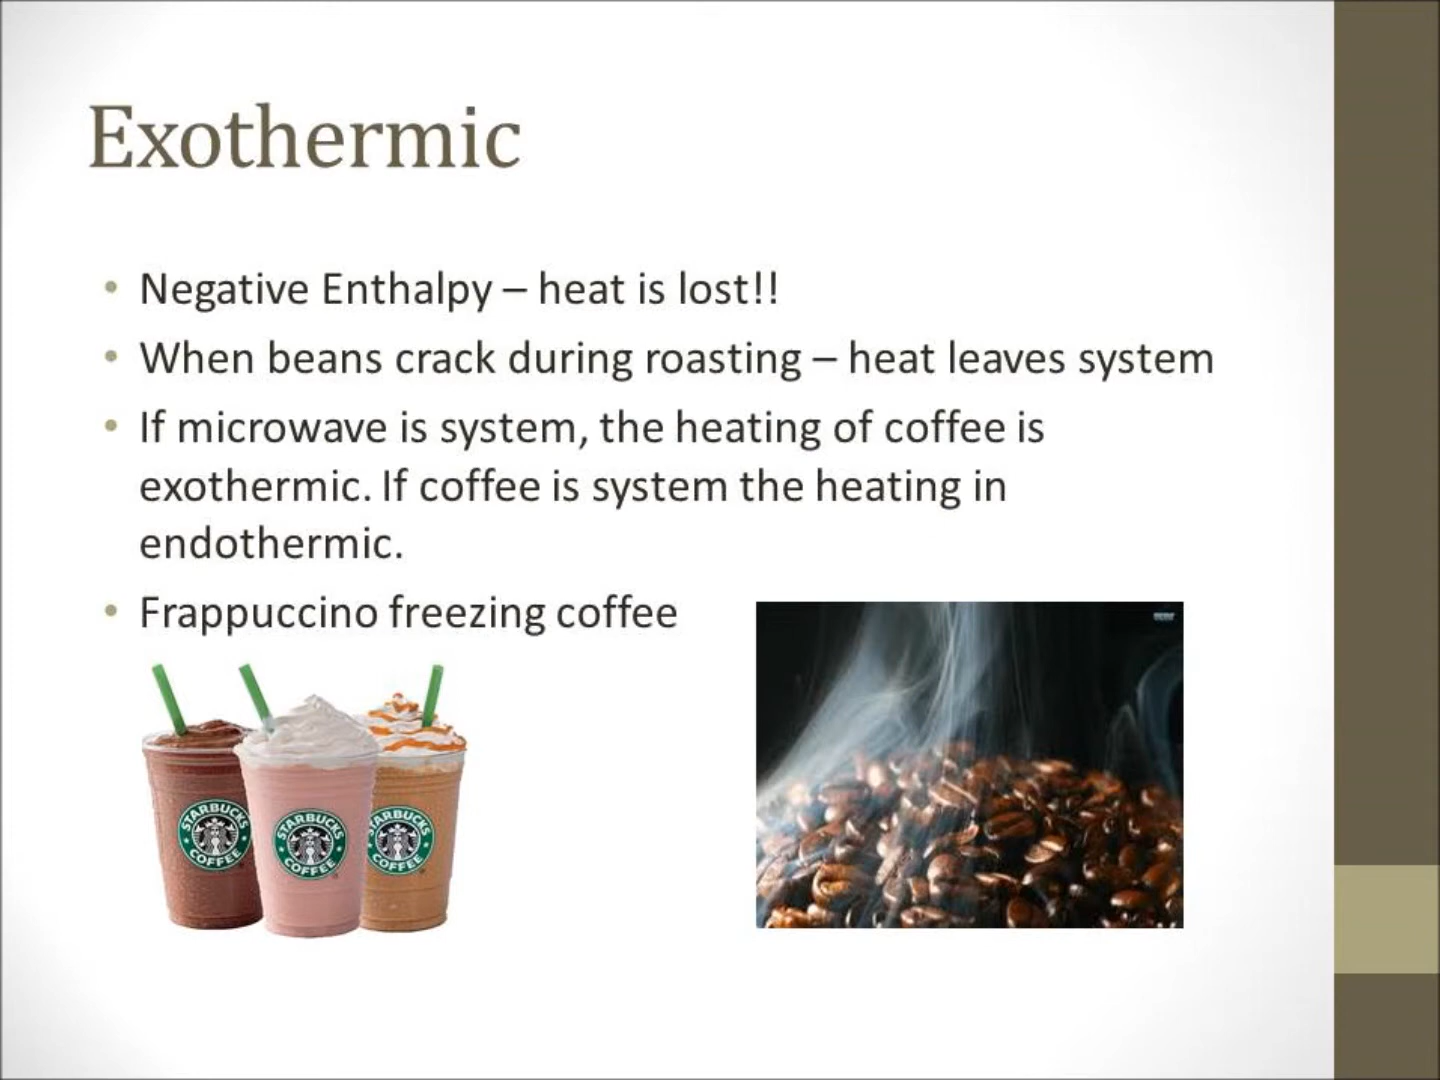 Exothermic
• Negative Enthalpy – heat is lost!!
• When beans crack during roasting – heat leaves system
• If microwave is system, the heating of coffee is
exothermic. If coffee is system the heating in
endothermic.
• Frappuccino freezing coffee
STARBUCKS COFFEE
STARBUCKS COFFEE
STARBUCKS COFFEE